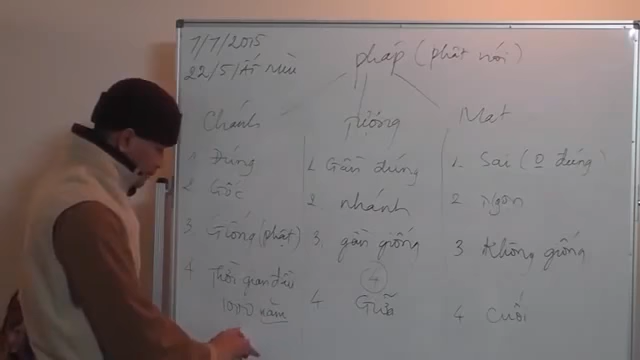 7/7/2015
22/5/Ất mùi
pháp (phật nói)
Chánh
Tướng
Mạt
1 Đúng
1. Gần đúng
1. Sai (0 đúng)
2 Gốc
2. nhánh
2 Ngọn
3. Giống (phật)
3. gần giống
3 không giống
4 Thời gian đầu
1000 năm
4
4 Giữa
4 cuối